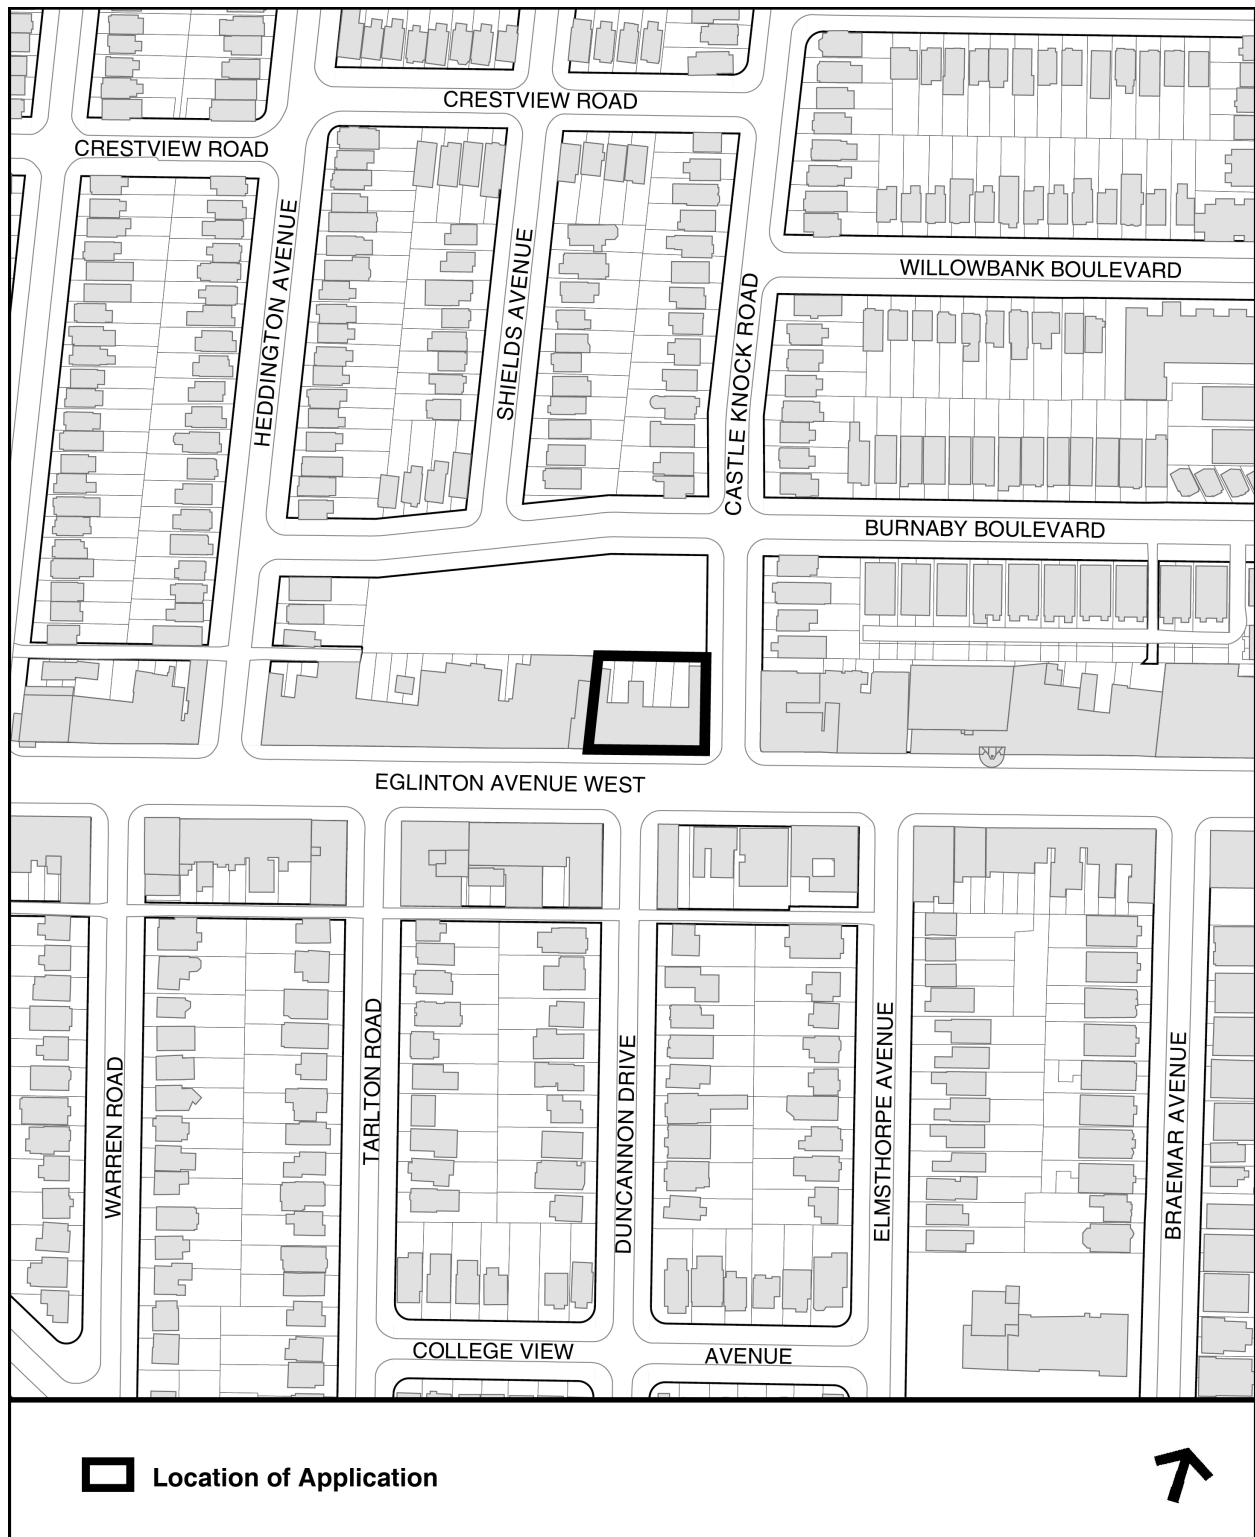 CRESTVIEW ROAD
CRESTVIEW ROAD
HEDDINGTON AVENUE
SHIELDS AVENUE
CASTLE KNOCK ROAD
WILLOWBANK BOULEVARD
BURNABY BOULEVARD
EGLINTON AVENUE WEST
WARREN ROAD
TARLTON ROAD
DUNCANNON DRIVE
ELMSTHORPE AVENUE
BRAEMAR AVENUE
COLLEGE VIEW AVENUE
Location of Application